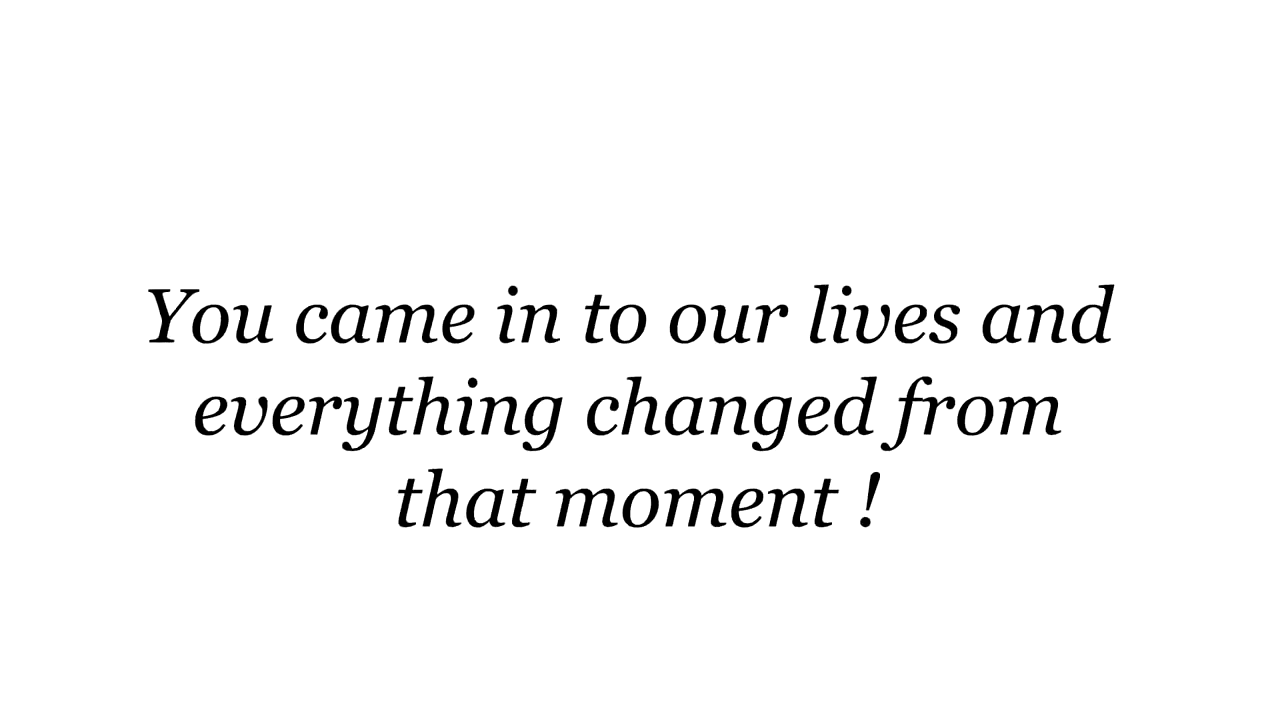 You came in to our lives and
everything changed from
that moment !